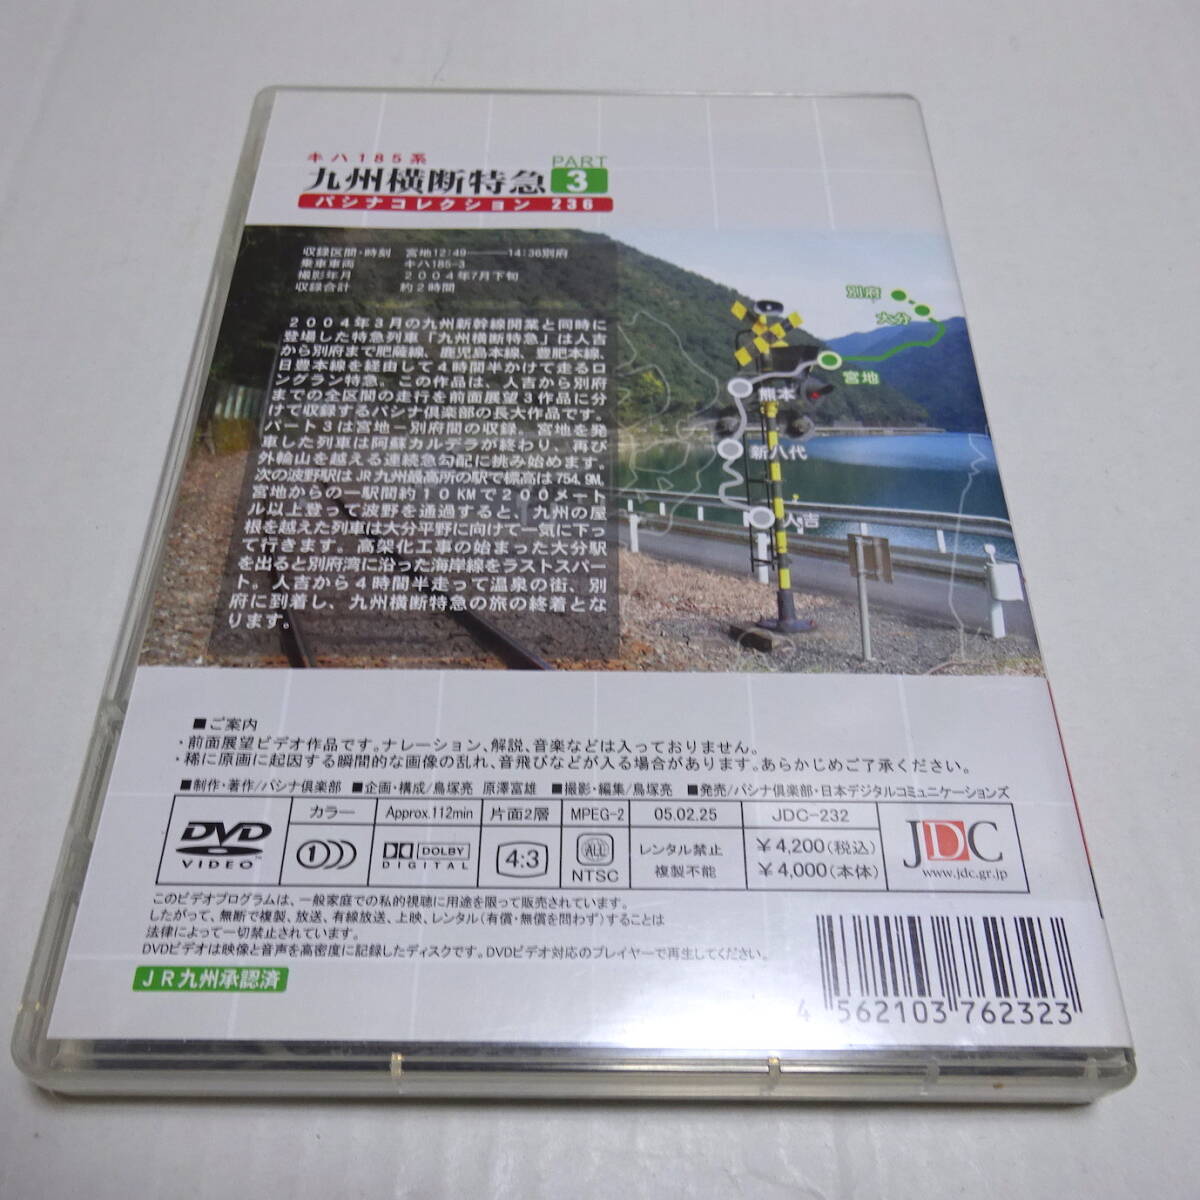 キハ185系
九州横断特急
PART
3
パシナコレクション 236
収録区間・時刻 宮地12:49――14:36別府
乗車車両 キハ185-3
撮影年月 2004年7月下旬
収録合計 約2時間
2004年3月の九州新幹線開業と同時に
登場した特急列車「九州横断特急」は人吉
から別府まで肥薩線、鹿児島本線、豊肥本線、
日豊本線を経由して4時間半かけて走るロ
ングラン特急。この作品は、人吉から別府
までの全区間の走行を前面展望3作品に分
けて収録するパシナ倶楽部の長大作品です。
パート3は宮地－別府間の収録。宮地を発
車した列車は阿蘇カルデラが終わり、再び
外輪山を越える連続急勾配に挑み始めます。
次の波野駅はJR九州最高所の駅で標高は754.9M。
宮地からの一駅間約10KMで200メート
ル以上登って波野を通過すると、九州の屋
根を越えた列車は大分平野に向けて一気に下っ
て行きます。高架化工事の始まった大分駅
を出ると別府湾に沿った海岸線をラストスパー
ト。人吉から4時間半走って温泉の街、別
府に到着し、九州横断特急の旅の終着とな
ります。
別府
大分
宮地
熊本
新八代
人吉
■ご案内
・前面展望ビデオ作品です。ナレーション、解説、音楽などは入っておりません。
・稀に原画に起因する瞬間的な画像の乱れ、音飛びなどが入る場合があります。あらかじめご了承ください。
■制作・著作/パシナ倶楽部 ■企画・構成/鳥塚亮 原澤富雄 ■撮影・編集/鳥塚亮 ■発売/パシナ倶楽部・日本デジタルコミュニケーションズ
DVD VIDEO
カラー Approx.112min 片面2層 MPEG-2 05.02.25 JDC-232
1 DOLBY DIGITAL 4:3 ALL NTSC
レンタル禁止
複製不能
￥4,200(税込)
￥4,000(本体)
JDC
www.jdc.gr.jp
このビデオプログラムは、一般家庭での私的視聴に用途を限って販売されています。
したがって、無断で複製、放送、有線放送、上映、レンタル(有償・無償を問わず)することは
法律によって一切禁止されています。
DVDビデオは映像と音声を高密度に記録したディスクです。DVDビデオ対応のプレイヤーで再生してください。
JR九州承認済
4 562103 762323